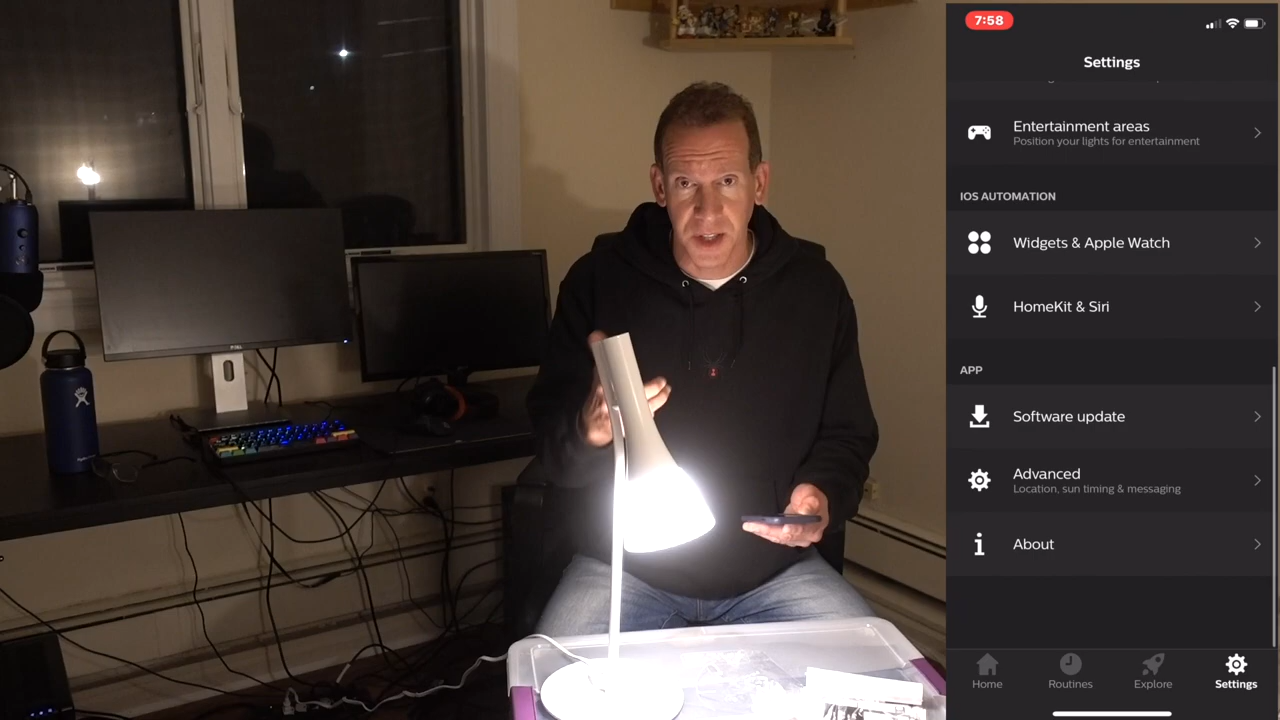 7:58
Settings
Entertainment areas
Position your lights for entertainment
IOS AUTOMATION
Widgets & Apple Watch
HomeKit & Siri
APP
Software update
Advanced
Location, sun timing & messaging
About
Home
Routines
Explore
Settings
DELL